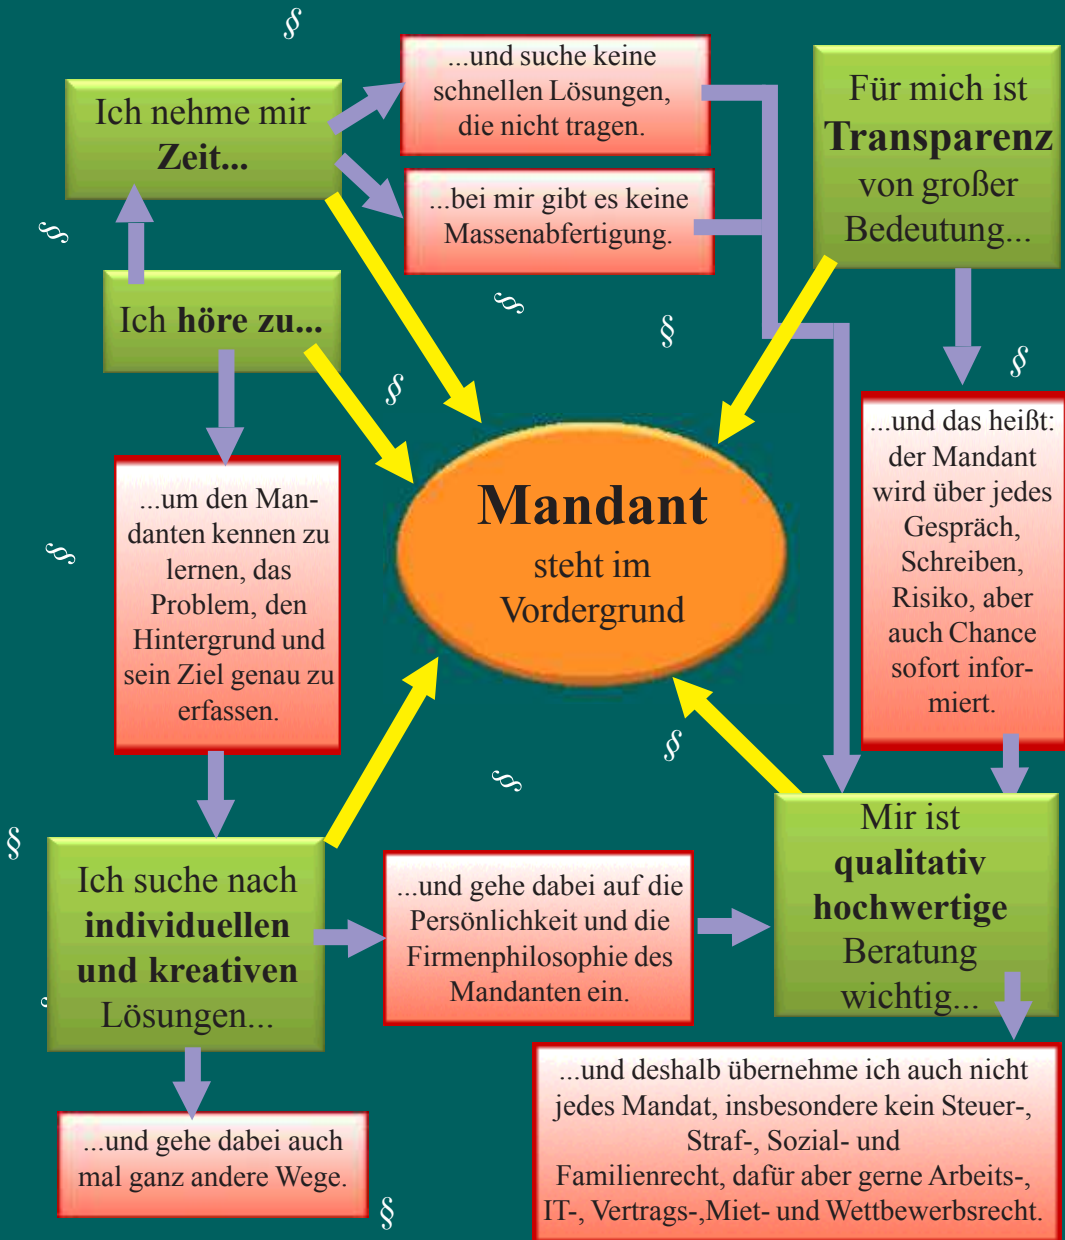 §
Ich nehme mir
Zeit...
...und suche keine
schnellen Lösungen,
die nicht tragen.
...bei mir gibt es keine
Massenabfertigung.
Für mich ist
Transparenz
von großer
Bedeutung...
§
Ich höre zu...
§
§
§
§
...und das heißt:
der Mandant
wird über jedes
Gespräch,
Schreiben,
Risiko, aber
auch Chance
sofort infor-
miert.
...um den Man-
danten kennen zu
lernen, das
Problem, den
Hintergrund und
sein Ziel genau zu
erfassen.
Mandant
steht im
Vordergrund
§
§
§
§
Ich suche nach
individuellen
und kreativen
Lösungen...
...und gehe dabei auf die
Persönlichkeit und die
Firmenphilosophie des
Mandanten ein.
Mir ist
qualitativ
hochwertige
Beratung
wichtig...
§
...und gehe dabei auch
mal ganz andere Wege.
§
...und deshalb übernehme ich auch nicht
jedes Mandat, insbesondere kein Steuer-,
Straf-, Sozial- und
Familienrecht, dafür aber gerne Arbeits-,
IT-, Vertrags-,Miet- und Wettbewerbsrecht.